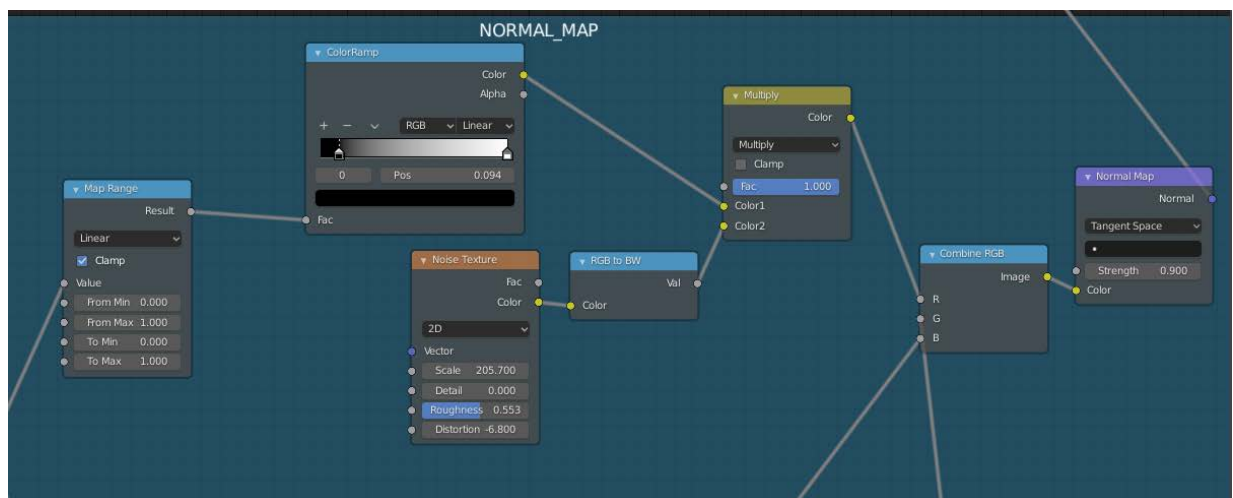 NORMAL_MAP
ColorRamp
Color
Alpha
RGB Linear
0 Pos 0.094
Fac
Map Range
Result
Linear
Clamp
Value
From Min 0.000
From Max 1.000
To Min 0.000
To Max 1.000
Noise Texture
Fac
Color
2D
Vector
Scale 205.700
Detail 0.000
Roughness 0.553
Distortion -6.800
RGB to BW
Val
Color
Multiply
Color
Multiply
Clamp
Fac 1.000
Color1
Color2
Combine RGB
Image
R
G
B
Normal Map
Normal
Tangent Space
Strength 0.900
Color